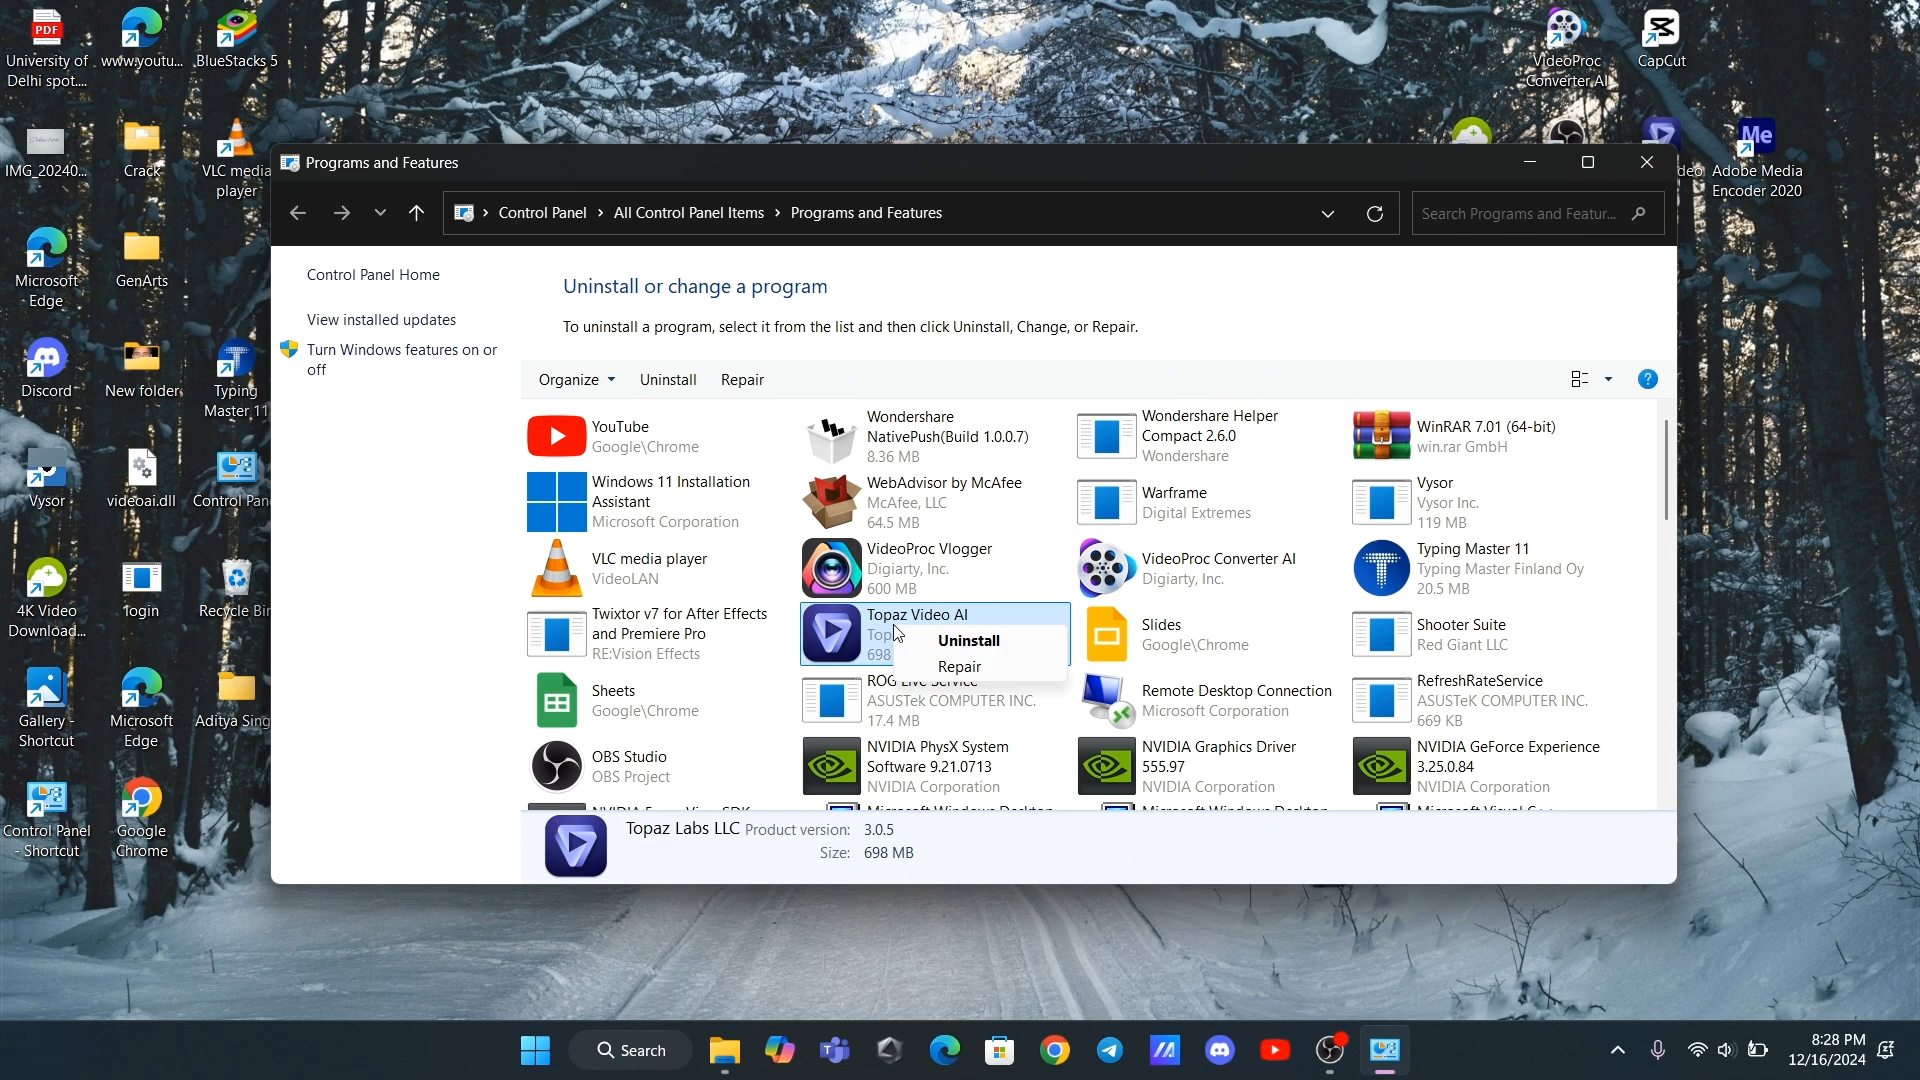 University of
Delhi spot....
www.youtu...
BlueStacks 5
VideoProc
Converter AI
CapCut
IMG_20240...
Crack
VLC media
player
deo
Adobe Media
Encoder 2020
Microsoft
Edge
GenArts
Discord
New folder
Typing
Master 11
Vysor
videoai.dll
Control Pan
4K Video
Download...
login
Recycle Bin
Gallery -
Shortcut
Microsoft
Edge
Aditya Sing
Control Panel
- Shortcut
Google
Chrome
Programs and Features
Control Panel
All Control Panel Items
Programs and Features
Search Programs and Featur...
Control Panel Home
View installed updates
Turn Windows features on or
off
Uninstall or change a program
To uninstall a program, select it from the list and then click Uninstall, Change, or Repair.
Organize
Uninstall
Repair
YouTube
Google\Chrome
Wondershare
NativePush(Build 1.0.0.7)
8.36 MB
Wondershare Helper
Compact 2.6.0
Wondershare
WinRAR 7.01 (64-bit)
win.rar GmbH
Windows 11 Installation
Assistant
Microsoft Corporation
WebAdvisor by McAfee
McAfee, LLC
64.5 MB
Warframe
Digital Extremes
Vysor
Vysor Inc.
119 MB
VLC media player
VideoLAN
VideoProc Vlogger
Digiarty, Inc.
600 MB
VideoProc Converter AI
Digiarty, Inc.
Typing Master 11
Typing Master Finland Oy
20.5 MB
Twixtor v7 for After Effects
and Premiere Pro
RE:Vision Effects
Topaz Video AI
Top
698
Uninstall
Repair
Slides
Google\Chrome
Shooter Suite
Red Giant LLC
Sheets
Google\Chrome
ROG Live Service
ASUSTeK COMPUTER INC.
17.4 MB
Remote Desktop Connection
Microsoft Corporation
RefreshRateService
ASUSTeK COMPUTER INC.
669 KB
OBS Studio
OBS Project
NVIDIA PhysX System
Software 9.21.0713
NVIDIA Corporation
NVIDIA Graphics Driver
555.97
NVIDIA Corporation
NVIDIA GeForce Experience
3.25.0.84
NVIDIA Corporation
Topaz Labs LLC
Product version: 3.0.5
Size: 698 MB
Search
8:28 PM
12/16/2024